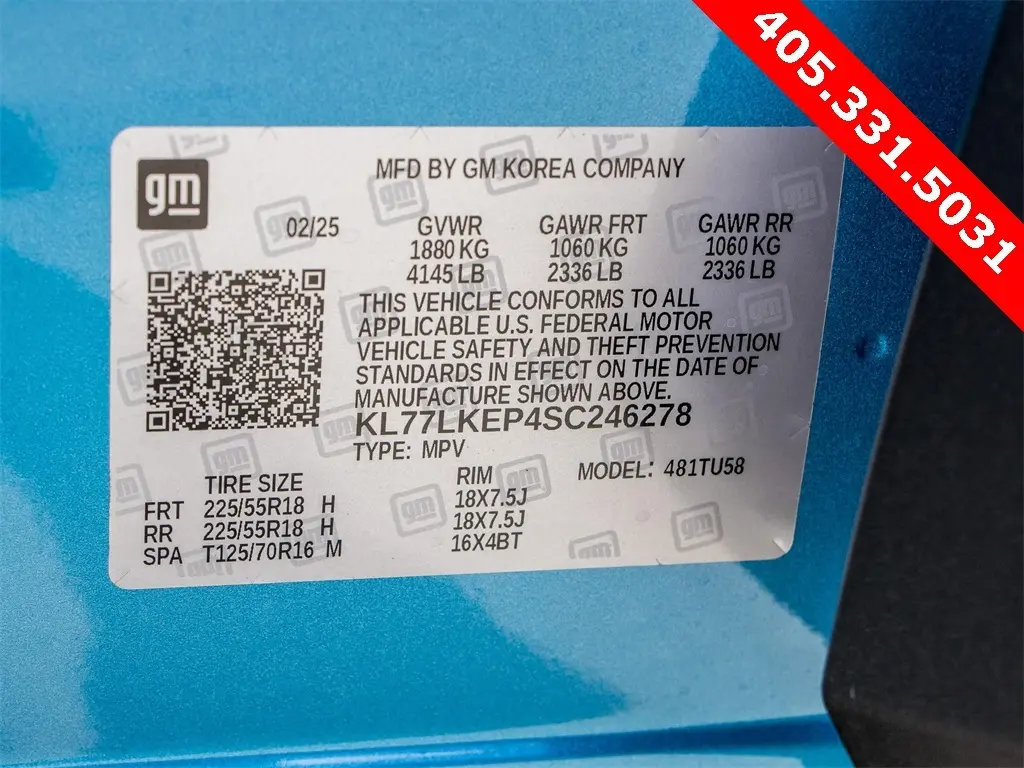 405.331.5031
gm
MFD BY GM KOREA COMPANY
02/25 GVWR GAWR FRT GAWR RR
1880 KG 1060 KG 1060 KG
4145 LB 2336 LB 2336 LB
THIS VEHICLE CONFORMS TO ALL
APPLICABLE U.S. FEDERAL MOTOR
VEHICLE SAFETY AND THEFT PREVENTION
STANDARDS IN EFFECT ON THE DATE OF
MANUFACTURE SHOWN ABOVE.
KL77LKEP4SC246278
TYPE: MPV
MODEL: 481TU58
TIRE SIZE RIM
FRT 225/55R18 H 18X7.5J
RR 225/55R18 H 18X7.5J
SPA T125/70R16 M 16X4BT